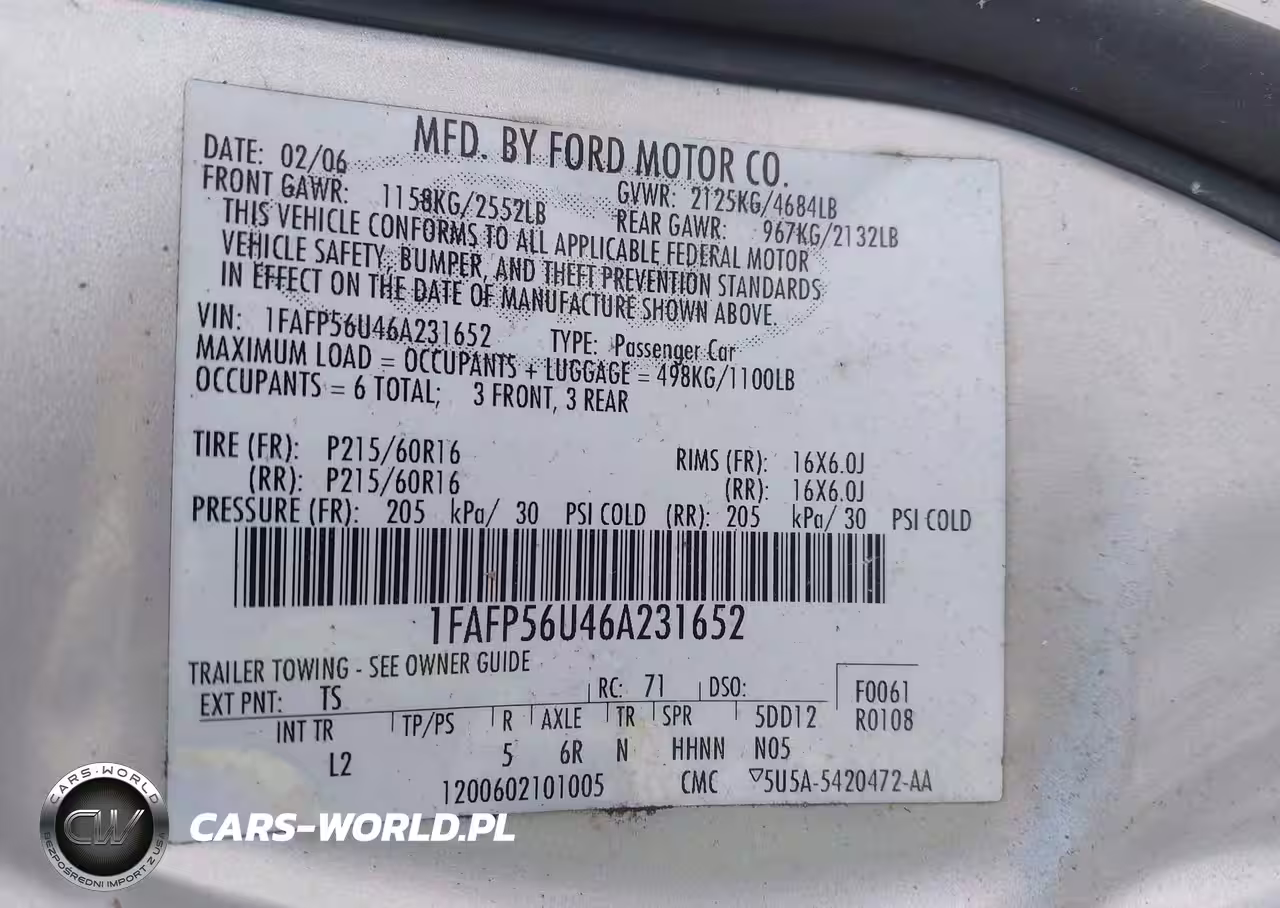 MFD. BY FORD MOTOR CO.
DATE: 02/06 GVWR: 2125KG/4684LB
FRONT GAWR: 1158KG/2552LB REAR GAWR: 967KG/2132LB
THIS VEHICLE CONFORMS TO ALL APPLICABLE FEDERAL MOTOR
VEHICLE SAFETY, BUMPER, AND THEFT PREVENTION STANDARDS
IN EFFECT ON THE DATE OF MANUFACTURE SHOWN ABOVE.
VIN: 1FAFP56U46A231652 TYPE: Passenger Car
MAXIMUM LOAD = OCCUPANTS + LUGGAGE = 498KG/1100LB
OCCUPANTS = 6 TOTAL; 3 FRONT, 3 REAR
TIRE (FR): P215/60R16 RIMS (FR): 16X6.0J
(RR): P215/60R16 (RR): 16X6.0J
PRESSURE (FR): 205 kPa/ 30 PSI COLD (RR): 205 kPa/ 30 PSI COLD
1FAFP56U46A231652
TRAILER TOWING - SEE OWNER GUIDE
EXT PNT: TS RC: 71 DSO: F0061
INT TR TP/PS R AXLE TR SPR 5DD12 R0108
L2 5 6R N HHNN N05
1200602101005 CMC ▽5U5A-5420472-AA
CARS-WORLD
CW
BEZPOŚREDNI IMPORT Z USA
CARS-WORLD.PL